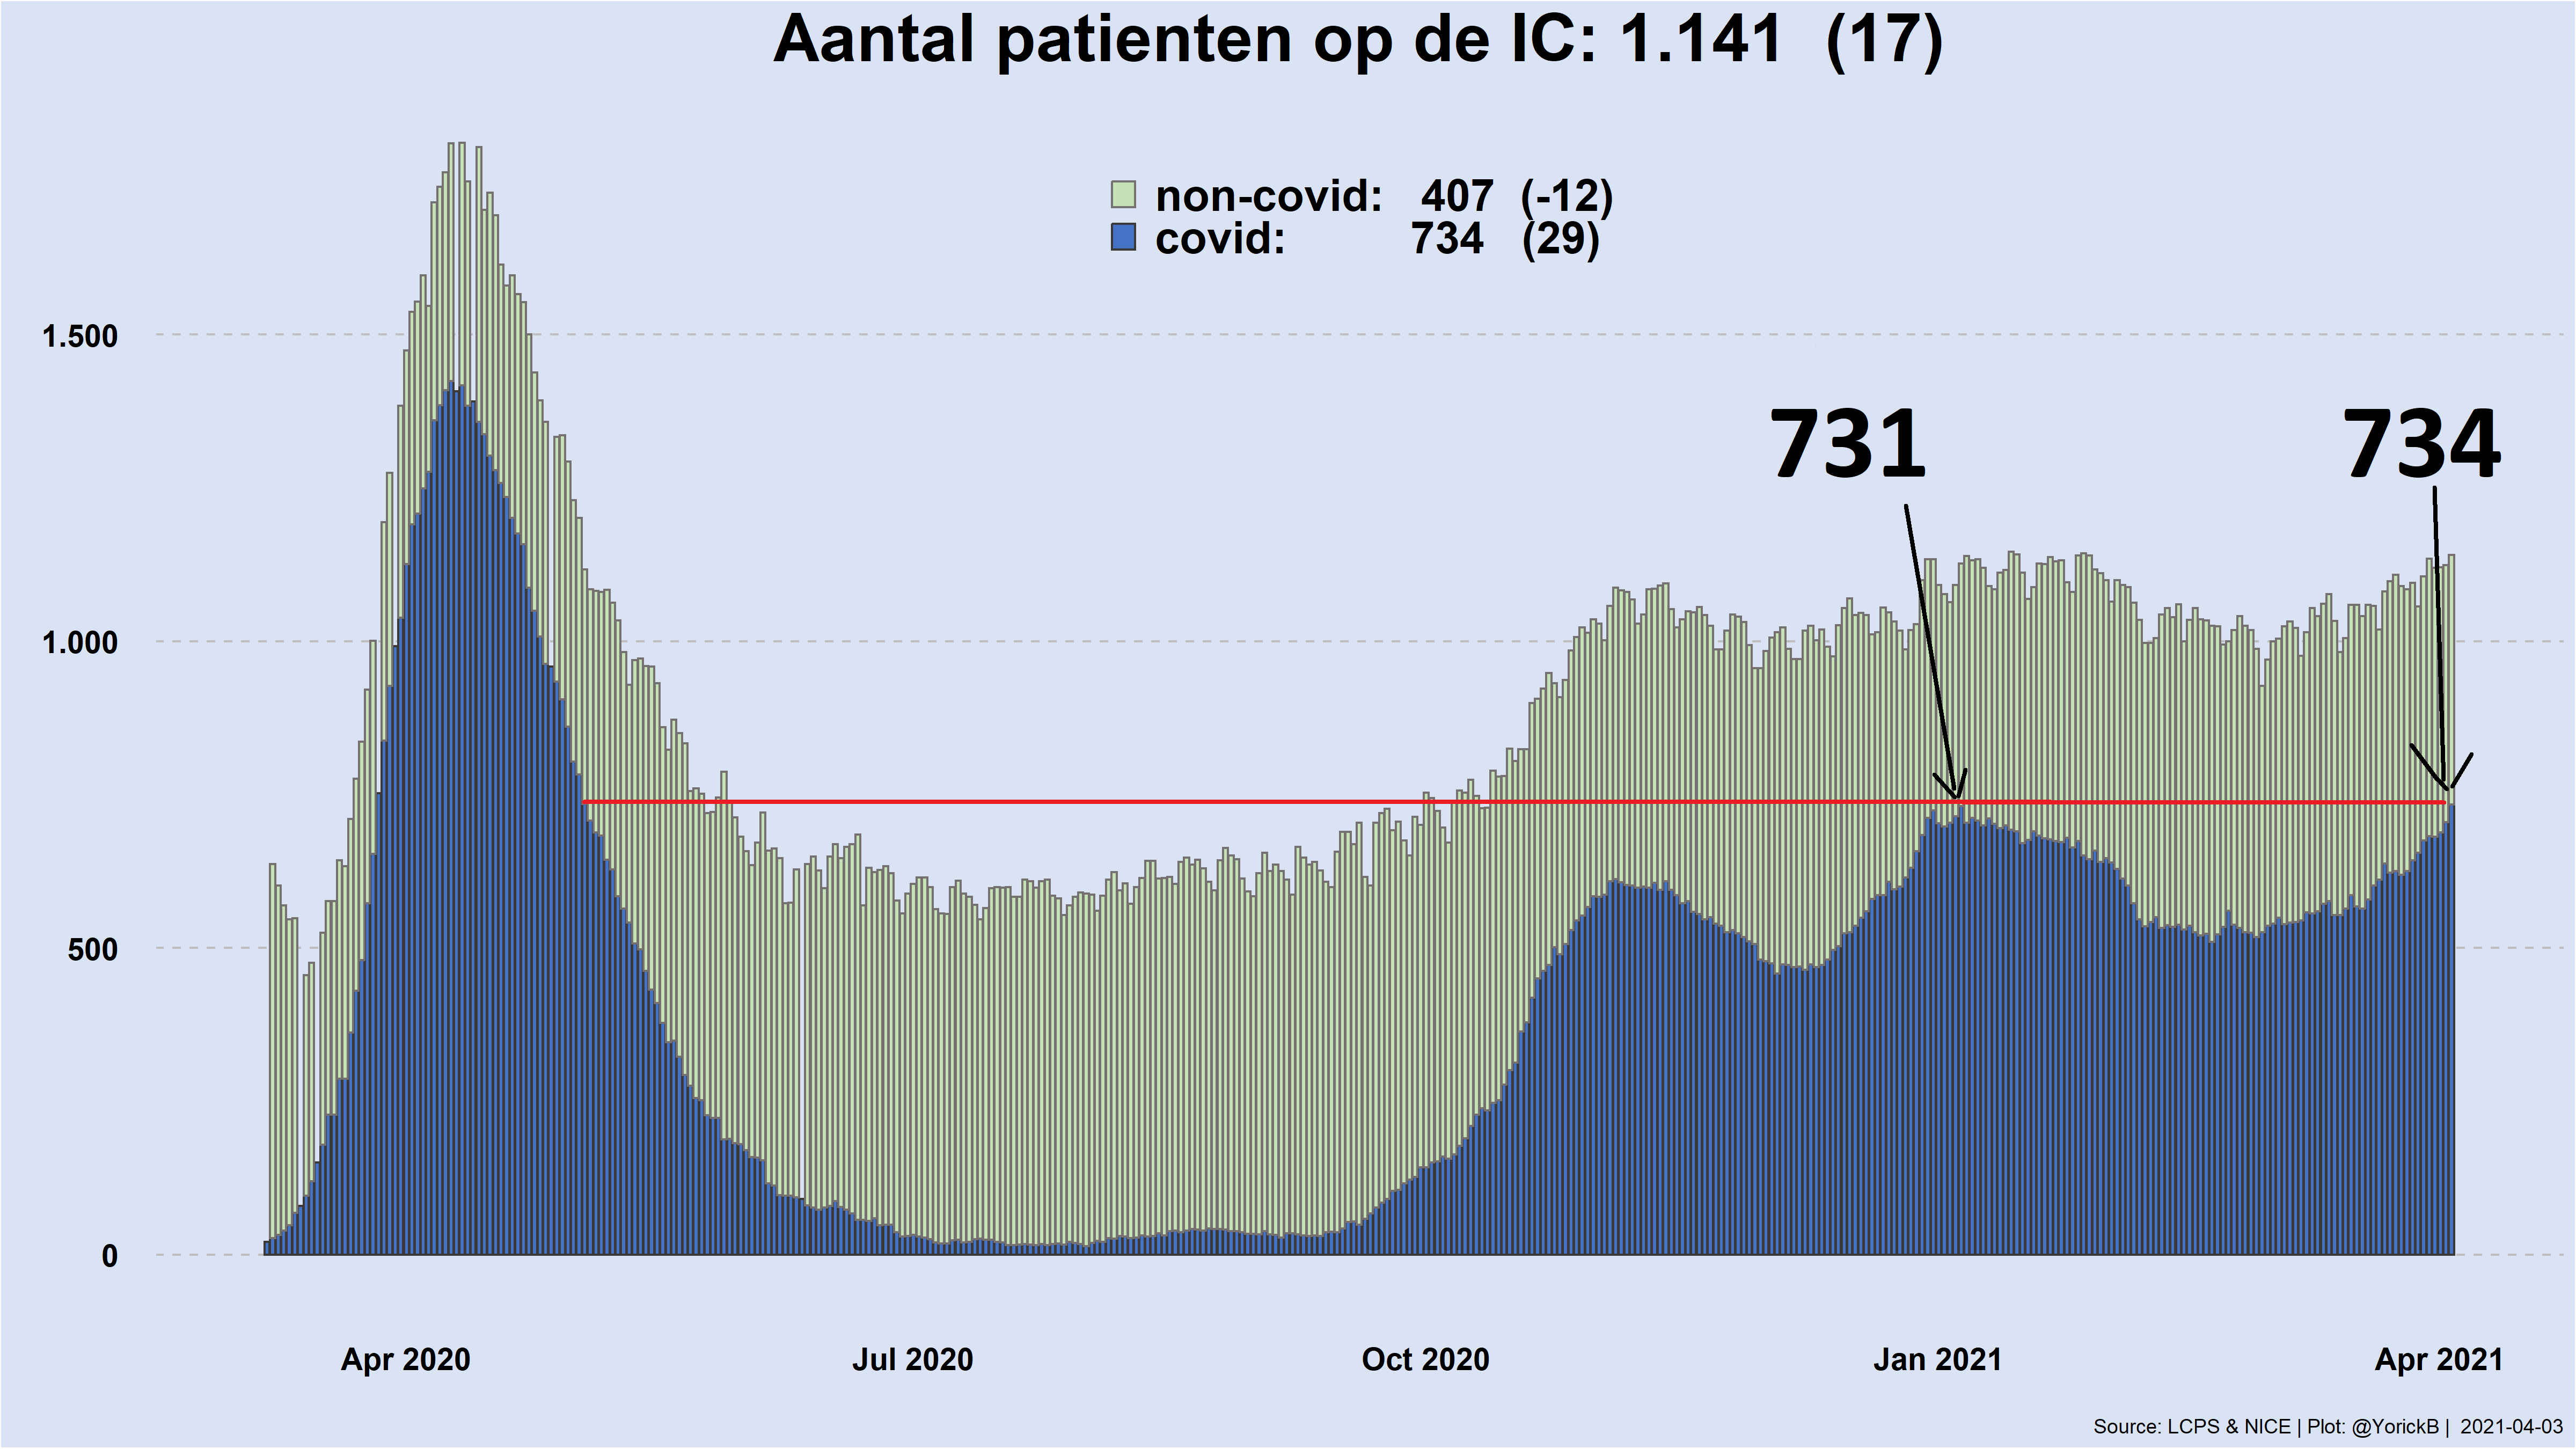 Aantal patienten op de IC: 1.141 (17)
non-covid: 407 (-12)
covid: 734 (29)
1.500
731
734
1.000
500
0
Apr 2020
Jul 2020
Oct 2020
Jan 2021
Apr 2021
Source: LCPS & NICE | Plot: @YorickB | 2021-04-03